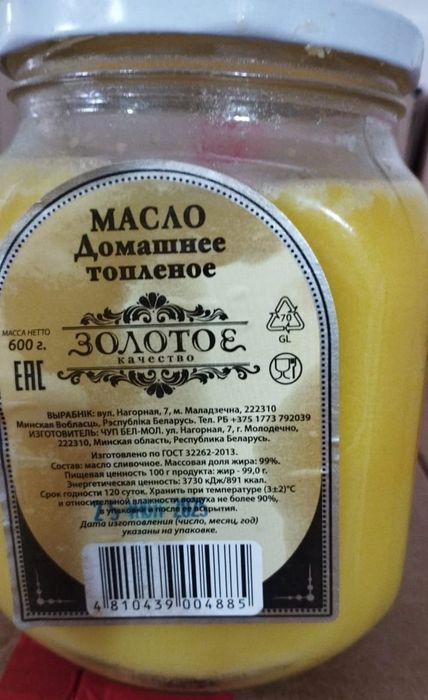 МАСЛО
Домашнее
топленое
МАССА НЕТТО
600 г.
ЗОЛОТОЕ
качество
EAC
70
GL
ВЫРАБНІК: вул. Нагорная, 7, м. Маладзечна, 222310
Минская Вобласць, Рэспубліка Беларусь. Тел. РБ +375 1773 792039
ИЗГОТОВИТЕЛЬ: ЧУП БЕЛ-МОЛ. ул. Нагорная, 7, г. Молодечно,
222310, Минская область, Республика Беларусь.
Изготовлено по ГОСТ 32262-2013.
Состав: масло сливочное. Массовая доля жира: 99%.
Пищевая ценность 100 г продукта: жир - 99,0 г.
Энергетическая ценность: 3730 кДж/891 ккал.
Срок годности 120 суток. Хранить при температуре (3±2)°С
и относительной влажности воздуха не более 90%,
в упаковке и после ее вскрытия.
2023
Дата изготовления (число, месяц, год)
указаны на упаковке.
4 810439 004885